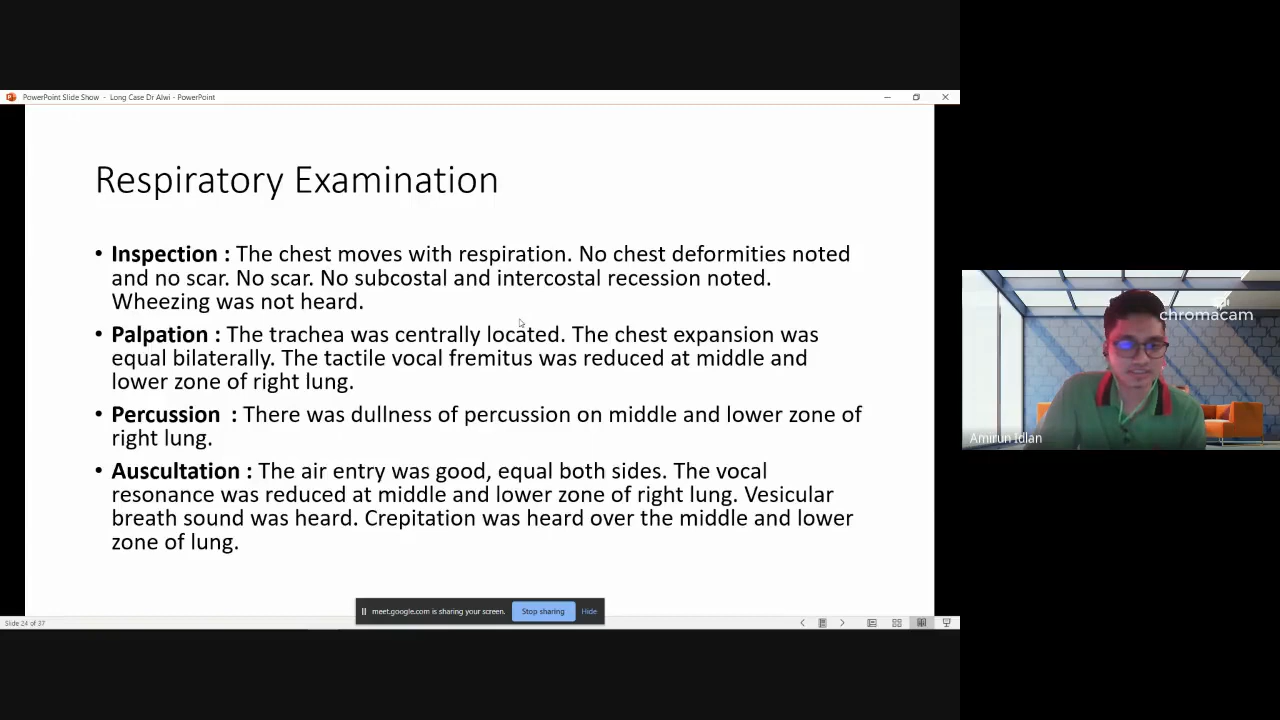 PowerPoint Slide Show - Long Case Dr Alwi - PowerPoint
Respiratory Examination
• Inspection : The chest moves with respiration. No chest deformities noted
and no scar. No scar. No subcostal and intercostal recession noted.
Wheezing was not heard.
• Palpation : The trachea was centrally located. The chest expansion was
equal bilaterally. The tactile vocal fremitus was reduced at middle and
lower zone of right lung.
• Percussion : There was dullness of percussion on middle and lower zone of
right lung.
• Auscultation : The air entry was good, equal both sides. The vocal
resonance was reduced at middle and lower zone of right lung. Vesicular
breath sound was heard. Crepitation was heard over the middle and lower
zone of lung.
meet.google.com is sharing your screen. Stop sharing Hide
Slide 24 of 37
chromacam
Amirun Idlan